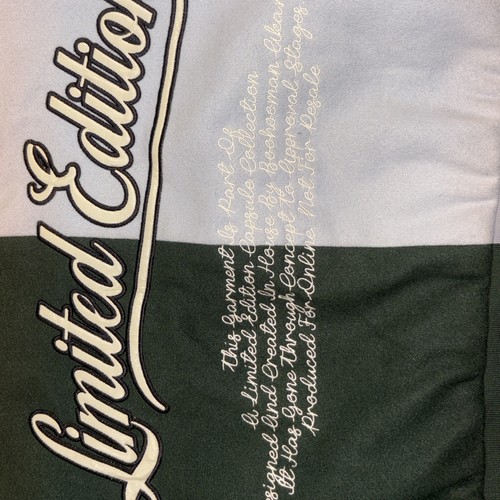 Limited Edition
This Garment Is Part Of
A Limited Edition Capsule Collection
signed And Created In House By Boohooman Akar
It Has Gone Through Concept to Approval Stages
Produced For Online Not For Resale